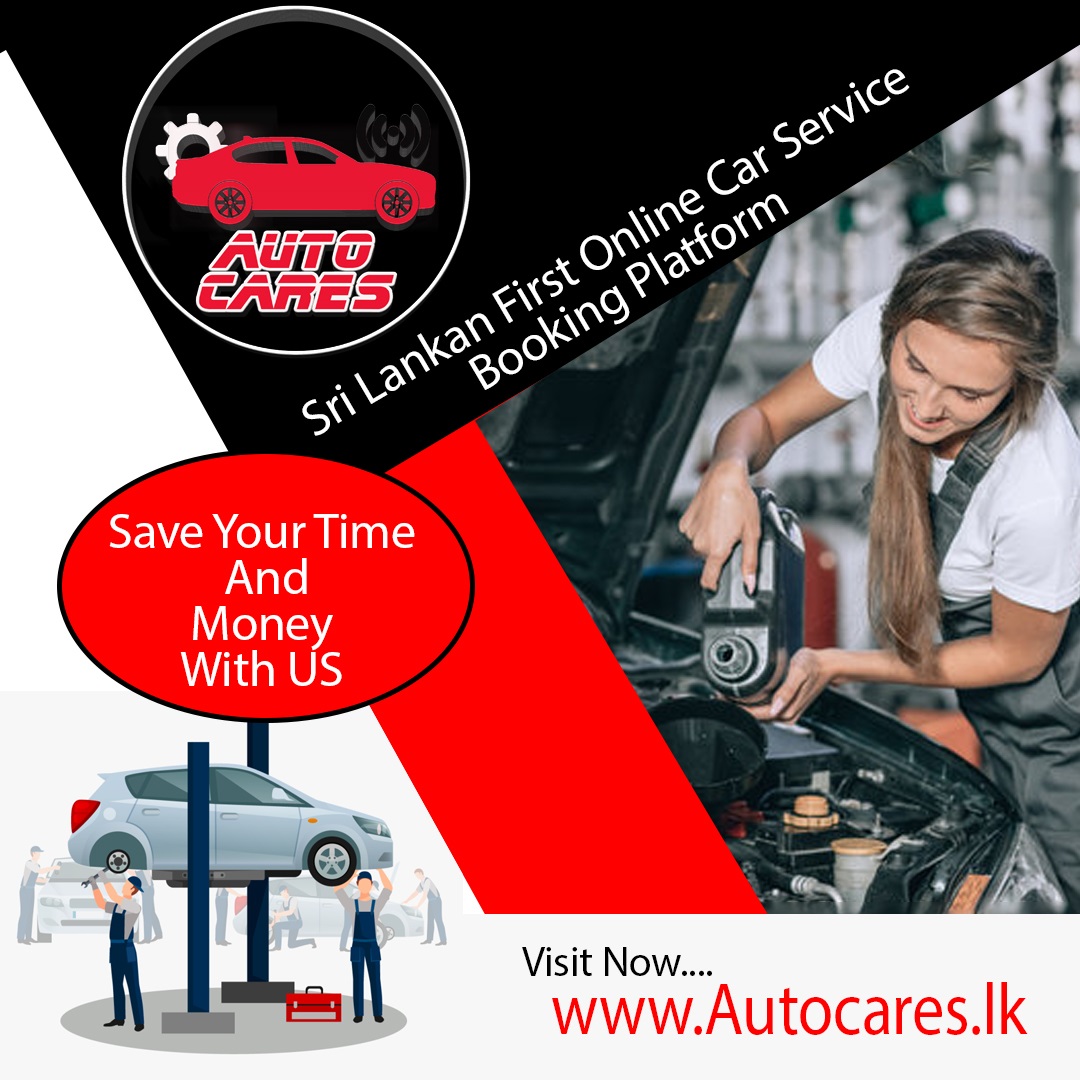 AUTO
CARES
Sri Lankan First Online Car Service
Booking Platform
Save Your Time
And
Money
With US
Visit Now....
www.Autocares.lk